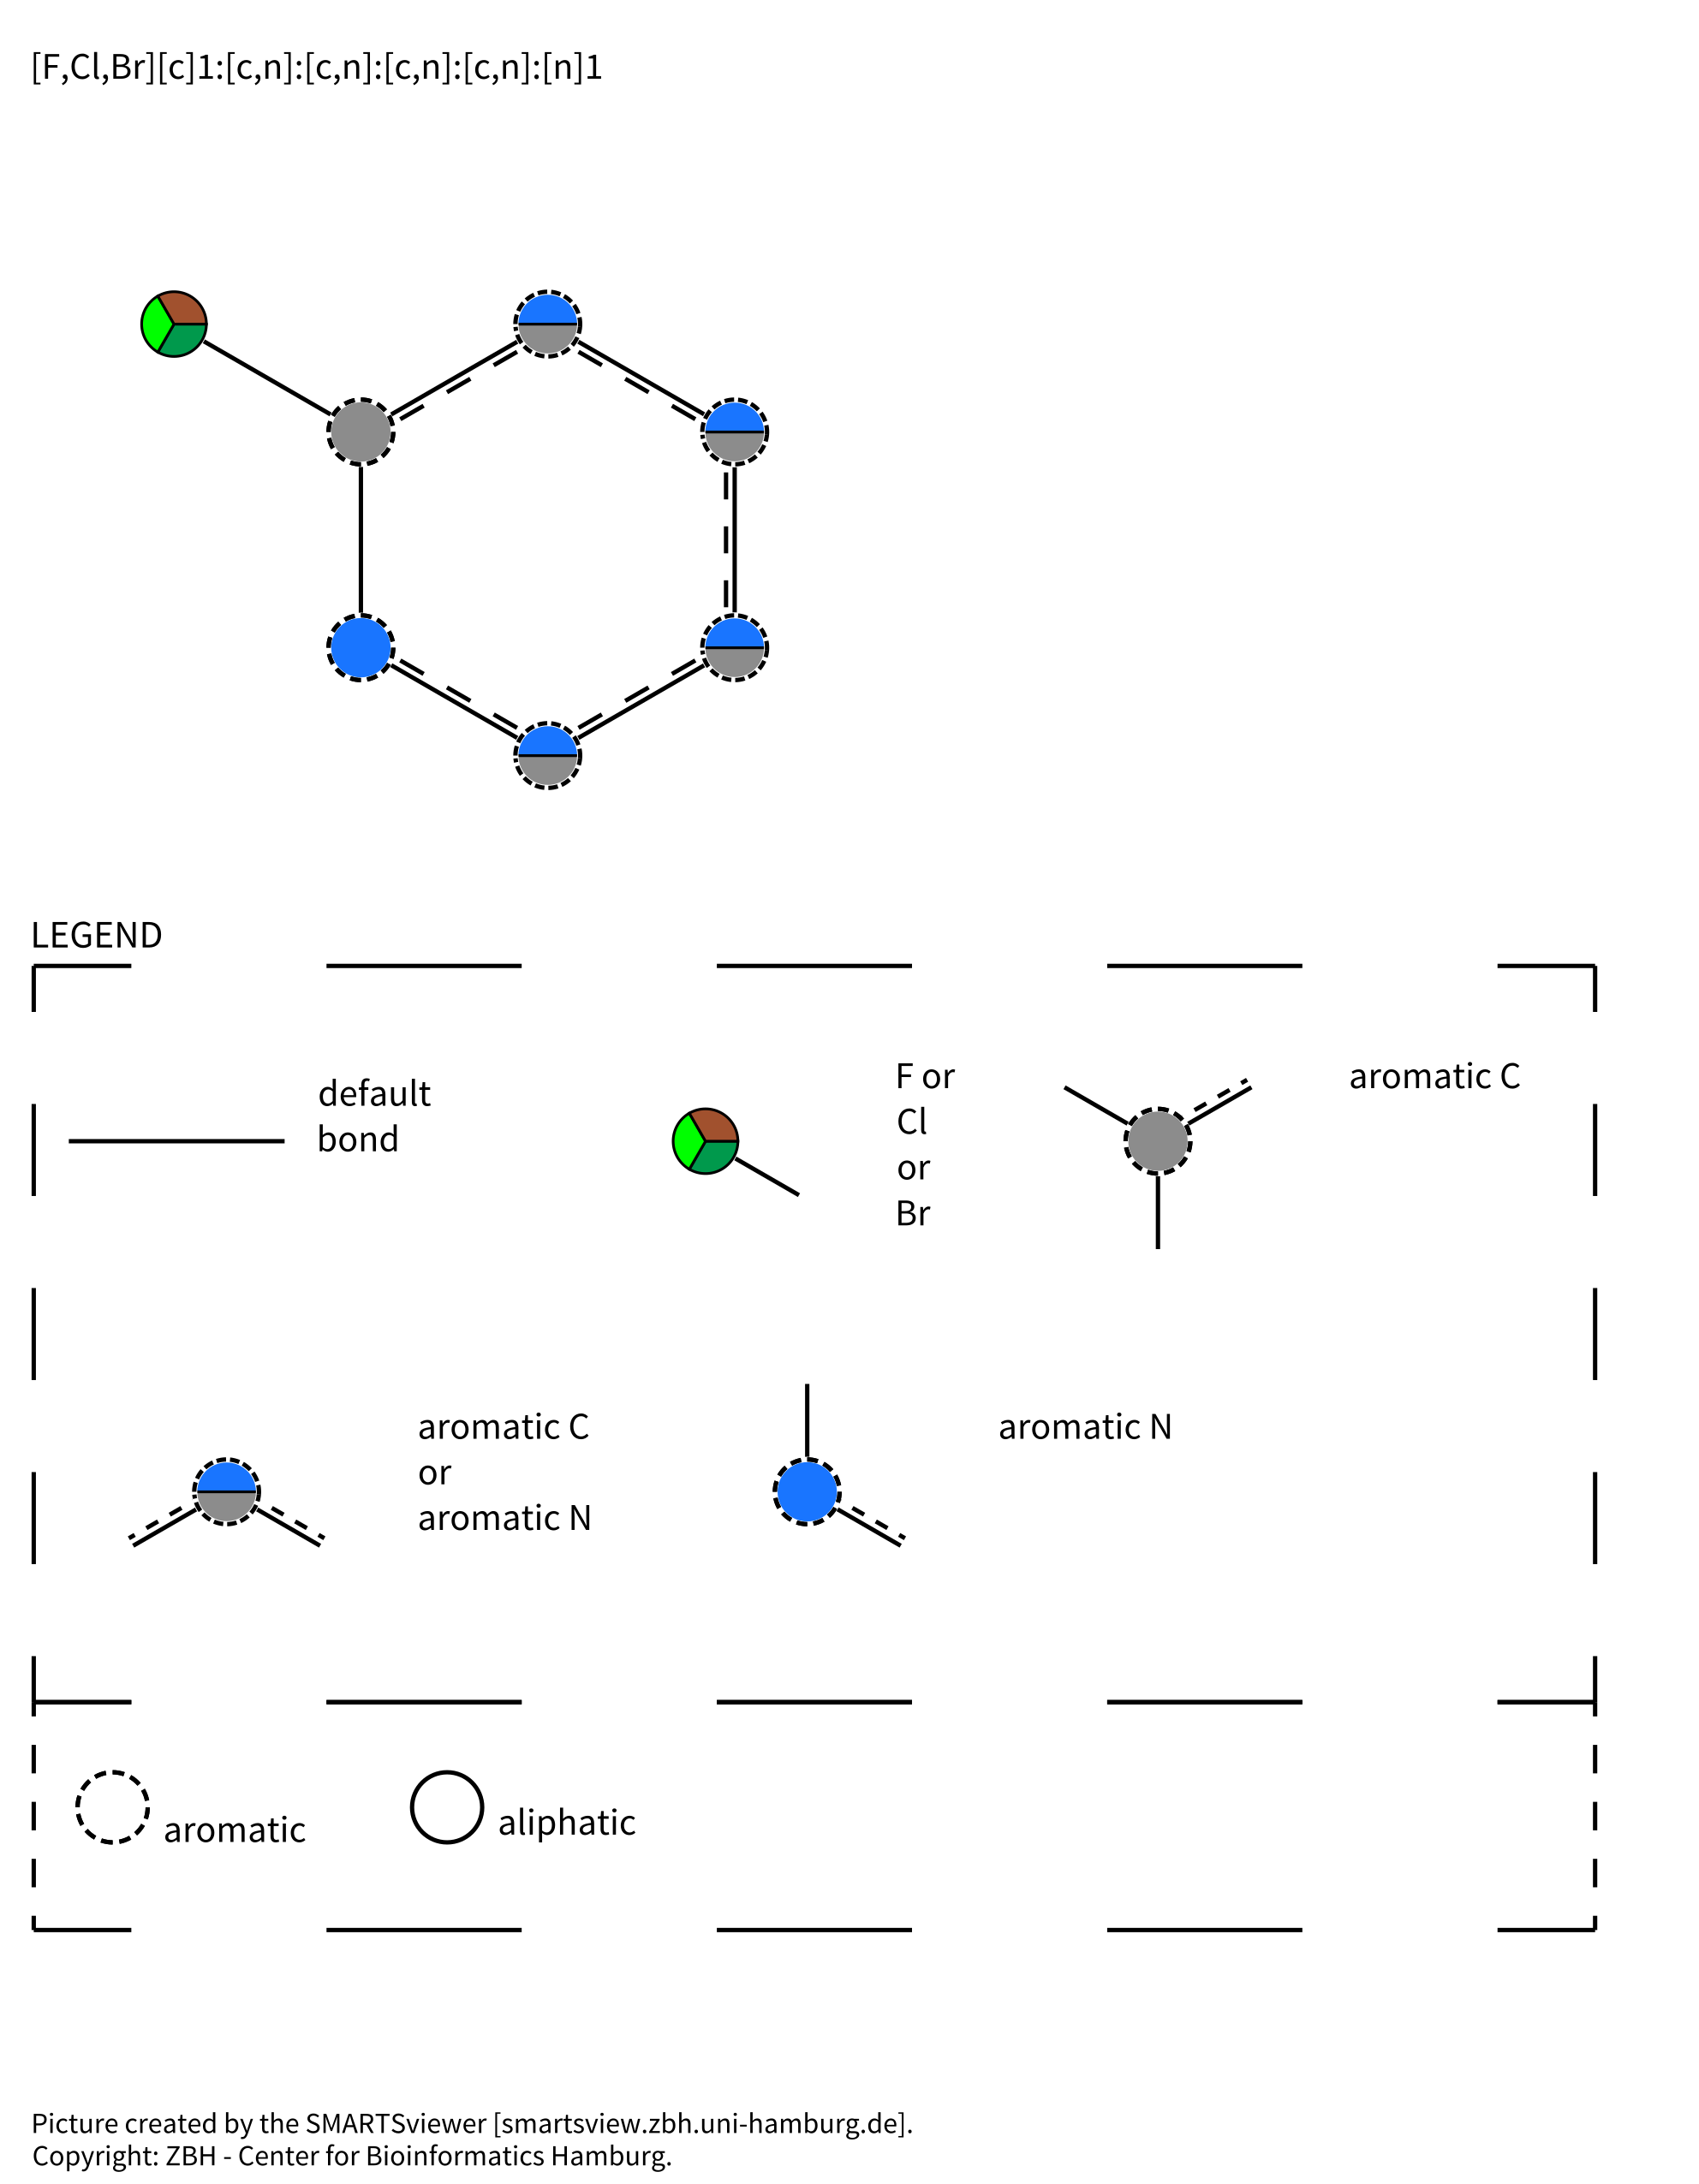 [F,Cl,Br][c]1:[c,n]:[c,n]:[c,n]:[c,n]:[n]1
LEGEND
default
bond
F or
Cl
or
Br
aromatic C
aromatic C
or
aromatic N
aromatic N
aromatic
aliphatic
Picture created by the SMARTSviewer [smartsview.zbh.uni-hamburg.de].
Copyright: ZBH - Center for Bioinformatics Hamburg.